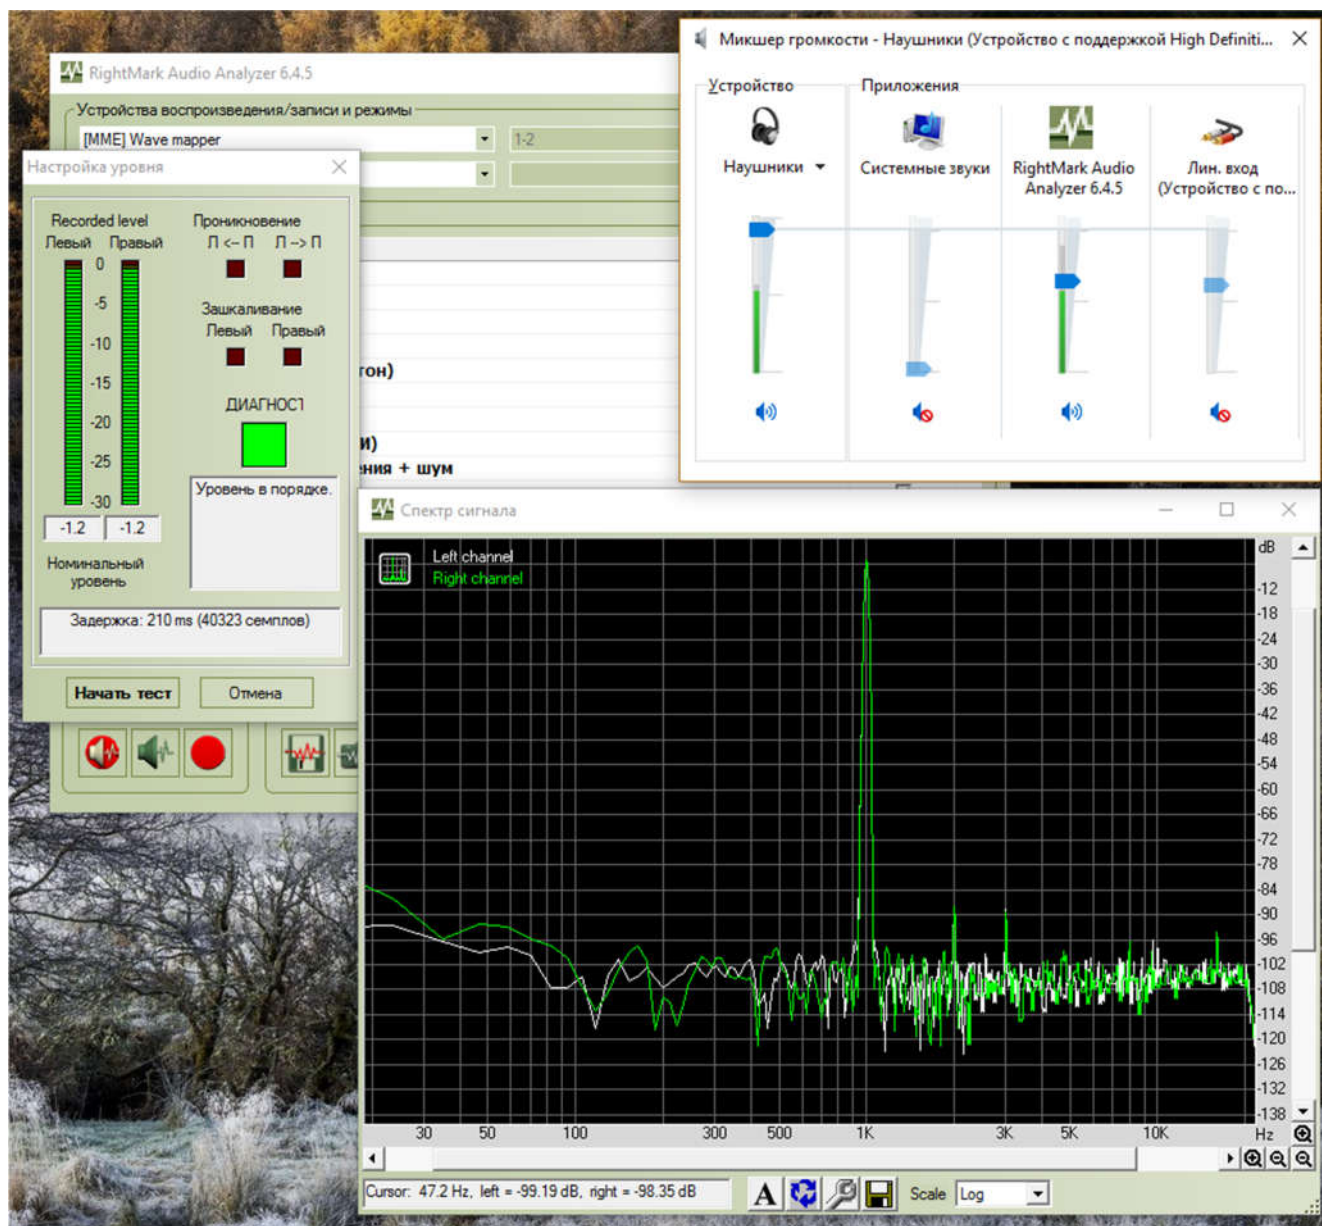 RightMark Audio Analyzer 6.4.5
Устройства воспроизведения/записи и режимы
[MME] Wave mapper
1-2
Настройка уровня
Recorded level
Левый Правый
0
-5
-10
-15
-20
-25
-30
-1.2 -1.2
Номинальный
уровень
Проникновение
Л <-- П Л --> П
Зашкаливание
Левый Правый
ДИАГНОСТ
Уровень в порядке.
Задержка: 210 ms (40323 семплов)
Начать тест Отмена
тон)
И)
ения + шум
Микшер громкости - Наушники (Устройство с поддержкой High Definiti...
Устройство
Приложения
Наушники
Системные звуки
RightMark Audio
Analyzer 6.4.5
Лин. вход
(Устройство с по...
Спектр сигнала
Left channel
Right channel
dB
-12
-18
-24
-30
-36
-42
-48
-54
-60
-66
-72
-78
-84
-90
-96
-102
-108
-114
-120
-126
-132
-138
30 50 100 300 500 1K 3K 5K 10K Hz
Cursor: 47.2 Hz, left = -99.19 dB, right = -98.35 dB
A
Scale Log